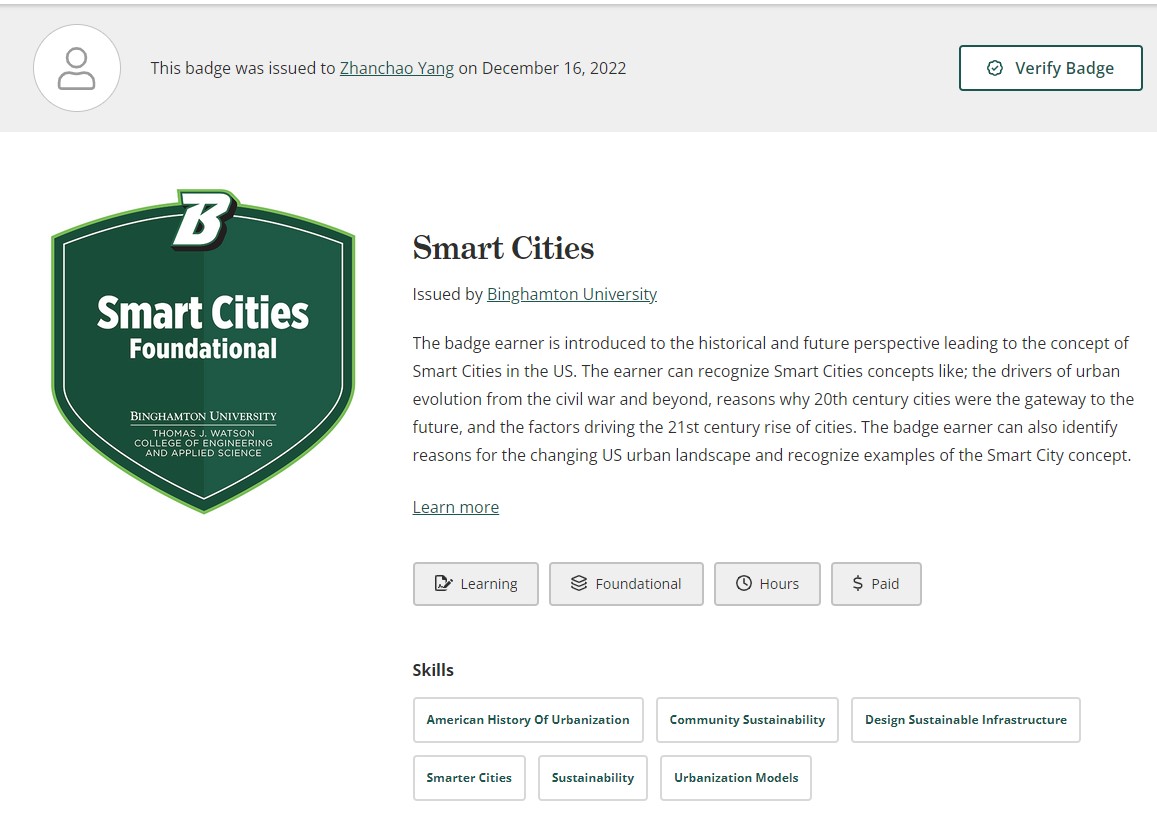 This badge was issued to Zhanchao Yang on December 16, 2022
Verify Badge
B
Smart Cities
Foundational
BINGHAMTON UNIVERSITY
THOMAS J. WATSON
COLLEGE OF ENGINEERING
AND APPLIED SCIENCE
Smart Cities
Issued by Binghamton University
The badge earner is introduced to the historical and future perspective leading to the concept of
Smart Cities in the US. The earner can recognize Smart Cities concepts like; the drivers of urban
evolution from the civil war and beyond, reasons why 20th century cities were the gateway to the
future, and the factors driving the 21st century rise of cities. The badge earner can also identify
reasons for the changing US urban landscape and recognize examples of the Smart City concept.
Learn more
Learning
Foundational
Hours
$ Paid
Skills
American History Of Urbanization
Community Sustainability
Design Sustainable Infrastructure
Smarter Cities
Sustainability
Urbanization Models